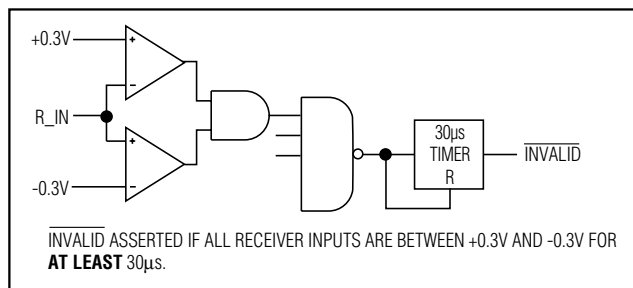 +0.3V
+
−
R_IN
+
−
-0.3V
30µs
TIMER
R
INVALID
INVALID ASSERTED IF ALL RECEIVER INPUTS ARE BETWEEN +0.3V AND -0.3V FOR
AT LEAST 30µs.